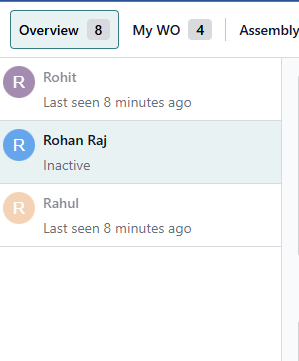 Overview 8 My WO 4 Assembly
R Rohit
Last seen 8 minutes ago
R Rohan Raj
Inactive
R Rahul
Last seen 8 minutes ago